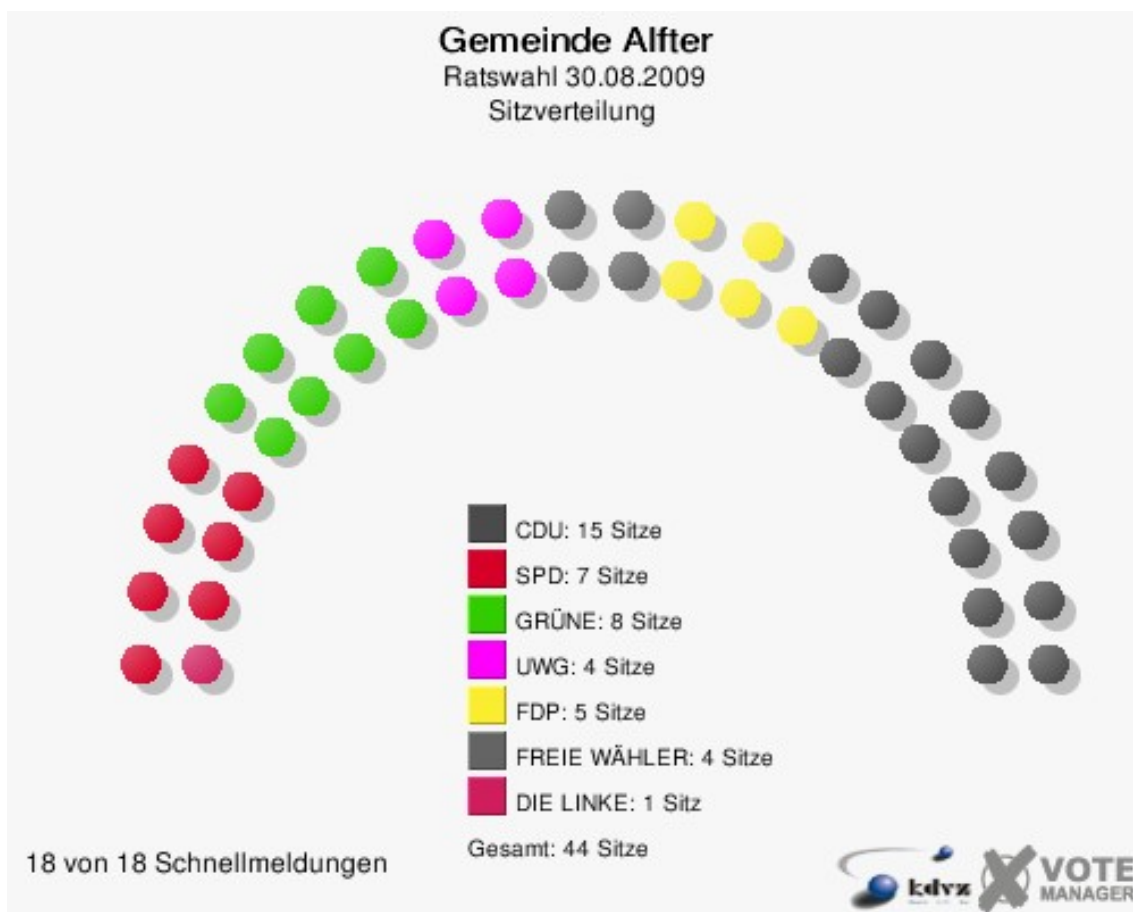 Gemeinde Alfter
Ratswahl 30.08.2009
Sitzverteilung
CDU: 15 Sitze
SPD: 7 Sitze
GRÜNE: 8 Sitze
UWG: 4 Sitze
FDP: 5 Sitze
FREIE WÄHLER: 4 Sitze
DIE LINKE: 1 Sitz
Gesamt: 44 Sitze
18 von 18 Schnellmeldungen
kdvz
VOTE
MANAGER